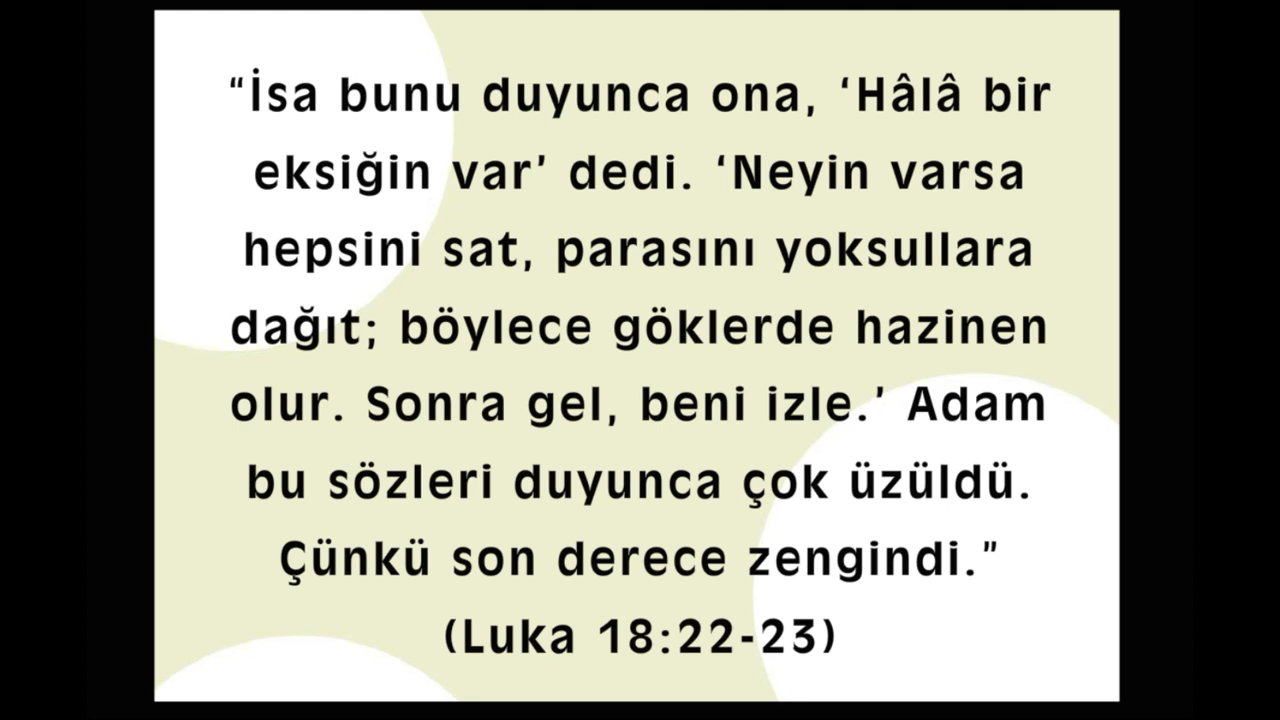 “İsa bunu duyunca ona, ‘Hâlâ bir
eksiğin var’ dedi. ‘Neyin varsa
hepsini sat, parasını yoksullara
dağıt; böylece göklerde hazinen
olur. Sonra gel, beni izle.’ Adam
bu sözleri duyunca çok üzüldü.
Çünkü son derece zengindi.”
(Luka 18:22-23)